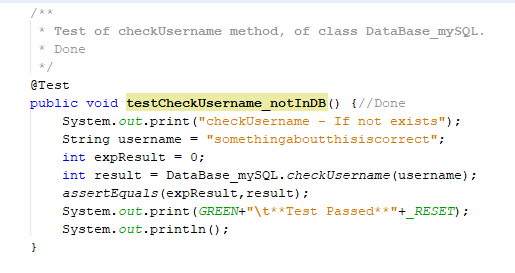 /**
 * Test of checkUsername method, of class DataBase_mySQL.
 * Done
 */
@Test
public void testCheckUsername_notInDB() {//Done
    System.out.print("checkUsername - If not exists");
    String username = "somethingaboutthisiscorrect";
    int expResult = 0;
    int result = DataBase_mySQL.checkUsername(username);
    assertEquals(expResult,result);
    System.out.print(GREEN+"\t**Test Passed**"+_RESET);
    System.out.println();
}